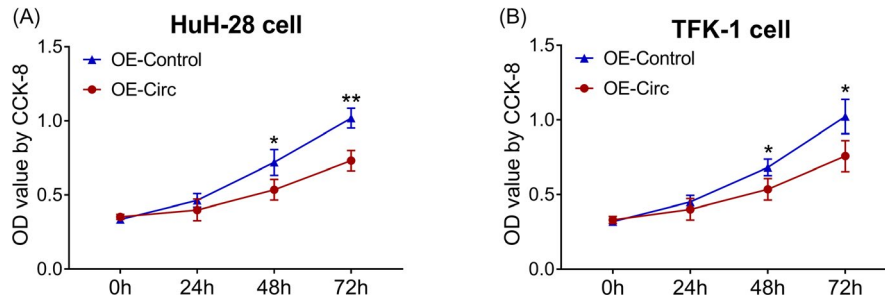 (A)
HuH-28 cell
OD value by CCK-8
1.5
1.0
0.5
0.0
OE-Control
OE-Circ
*
**
0h 24h 48h 72h
(B)
TFK-1 cell
OD value by CCK-8
1.5
1.0
0.5
0.0
OE-Control
OE-Circ
*
*
0h 24h 48h 72h